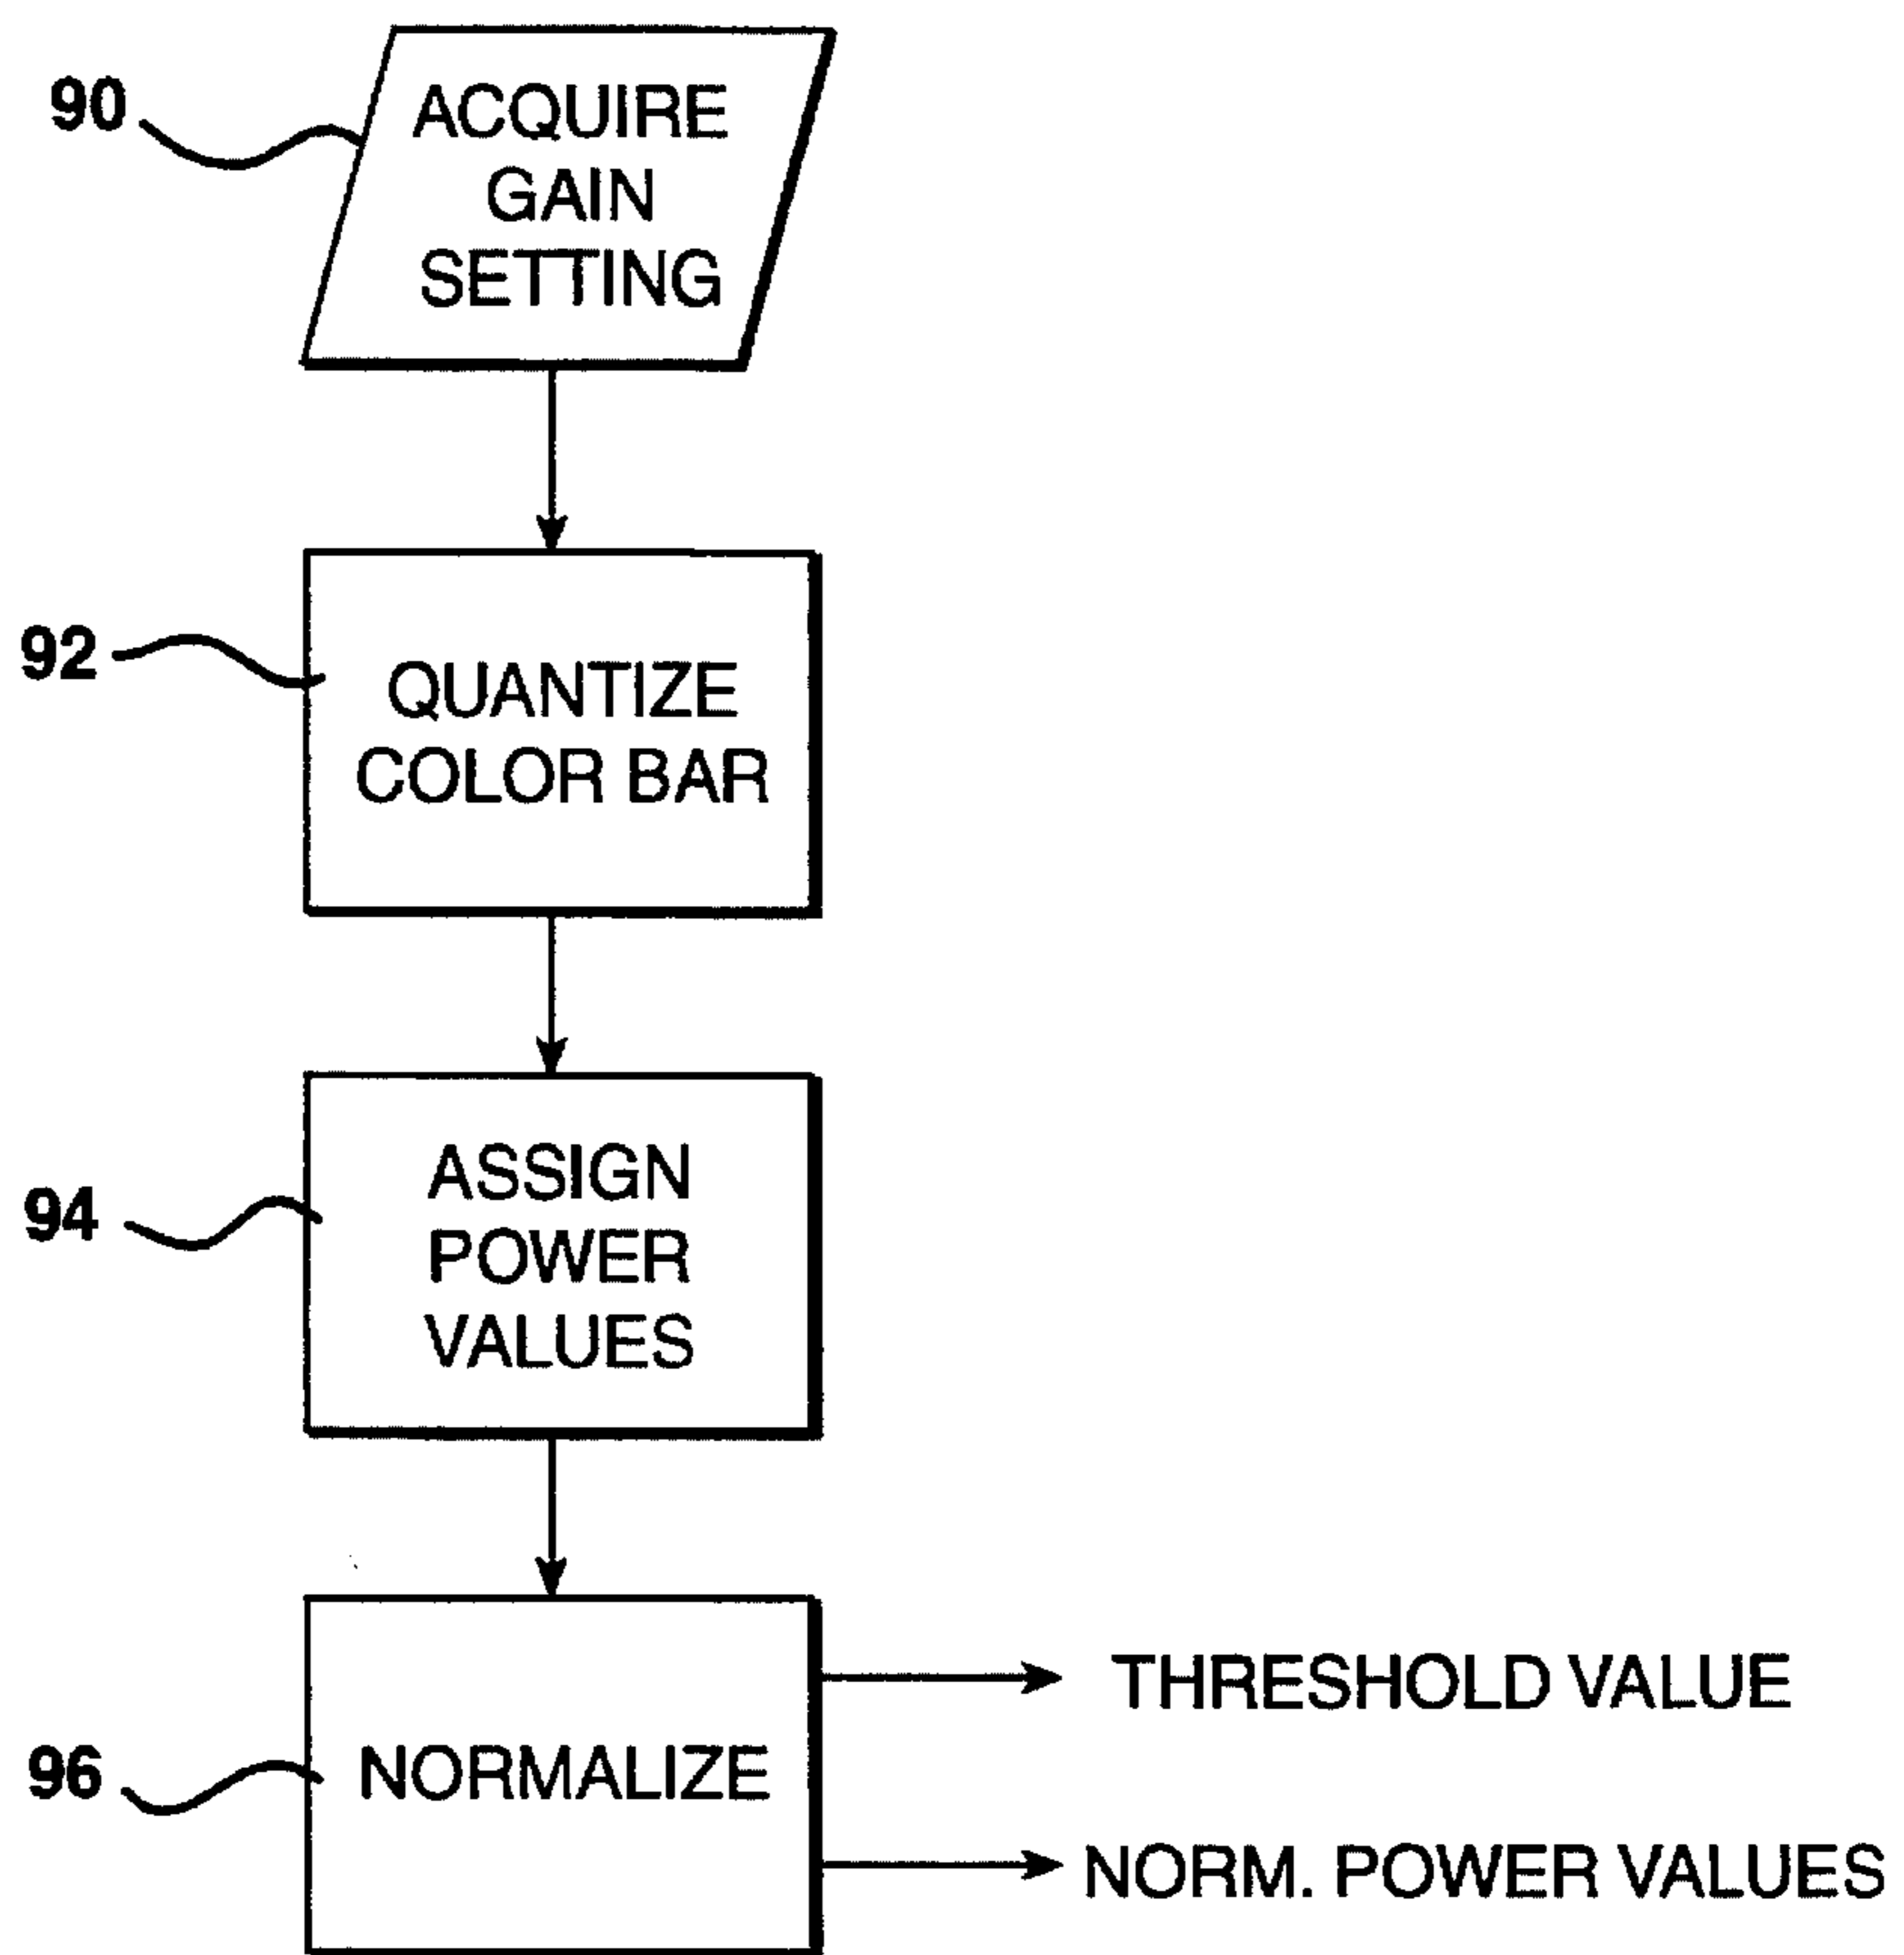 90
ACQUIRE
GAIN
SETTING
92
QUANTIZE
COLOR BAR
94
ASSIGN
POWER
VALUES
96
NORMALIZE
THRESHOLD VALUE
NORM. POWER VALUES